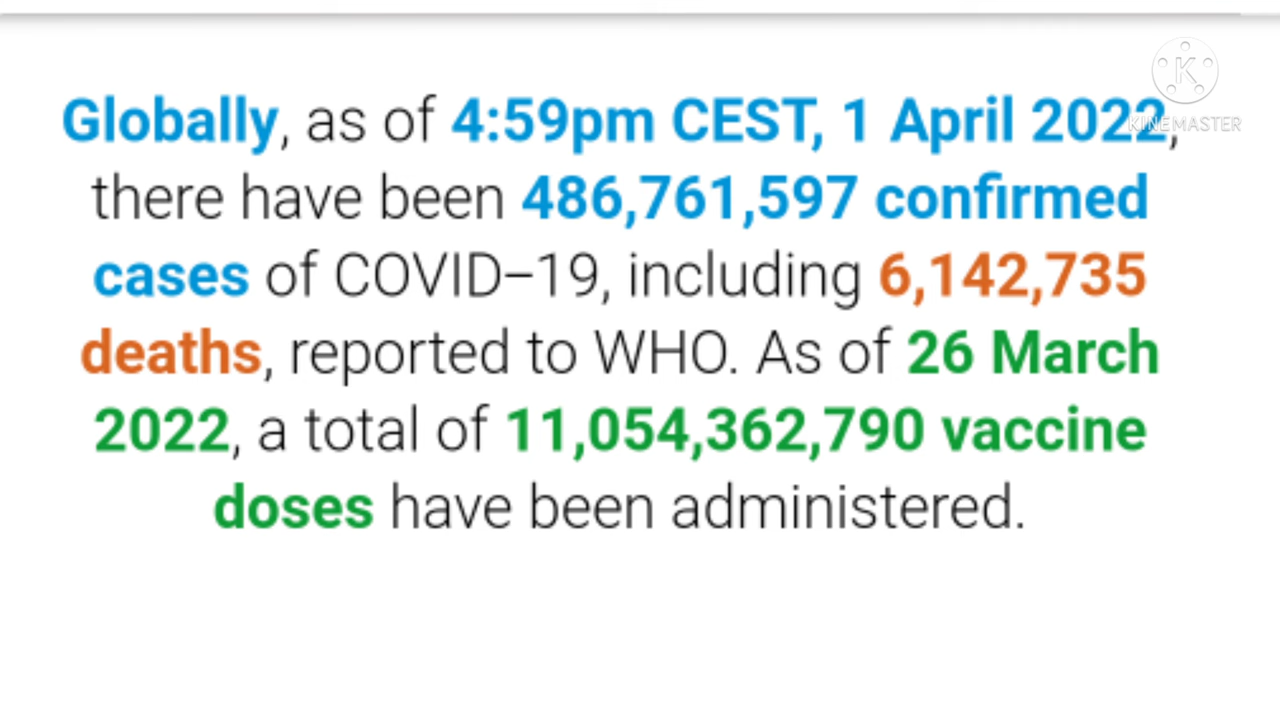 Globally, as of 4:59pm CEST, 1 April 2022,
there have been 486,761,597 confirmed
cases of COVID–19, including 6,142,735
deaths, reported to WHO. As of 26 March
2022, a total of 11,054,362,790 vaccine
doses have been administered.
K
KINEMASTER